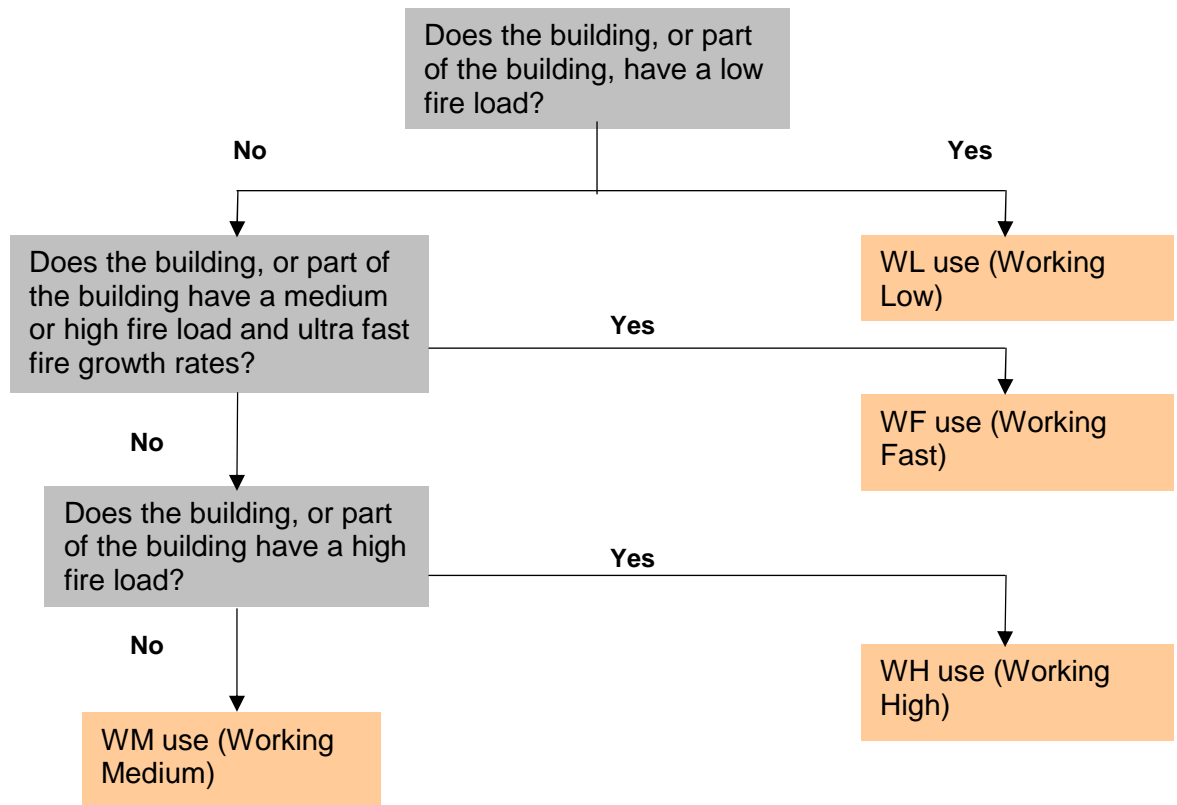 Does the building, or part
of the building, have a low
fire load?
No
Yes
Does the building, or part of
the building have a medium
or high fire load and ultra fast
fire growth rates?
WL use (Working
Low)
Yes
WF use (Working
Fast)
No
Does the building, or part
of the building have a high
fire load?
Yes
No
WH use (Working
High)
WM use (Working
Medium)